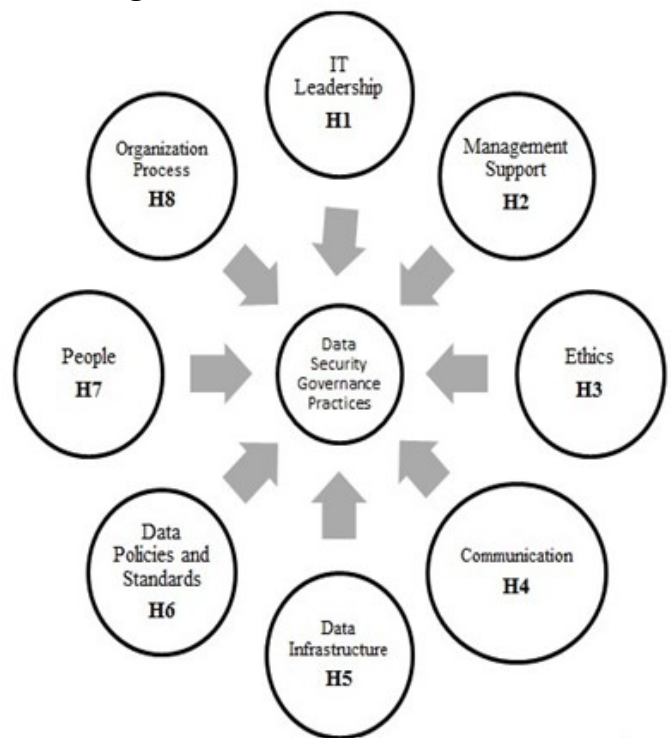 IT
Leadership
H1
Management
Support
H2
Ethics
H3
Communication
H4
Data
Infrastructure
H5
Data
Policies and
Standards
H6
People
H7
Organization
Process
H8
Data
Security
Governance
Practices